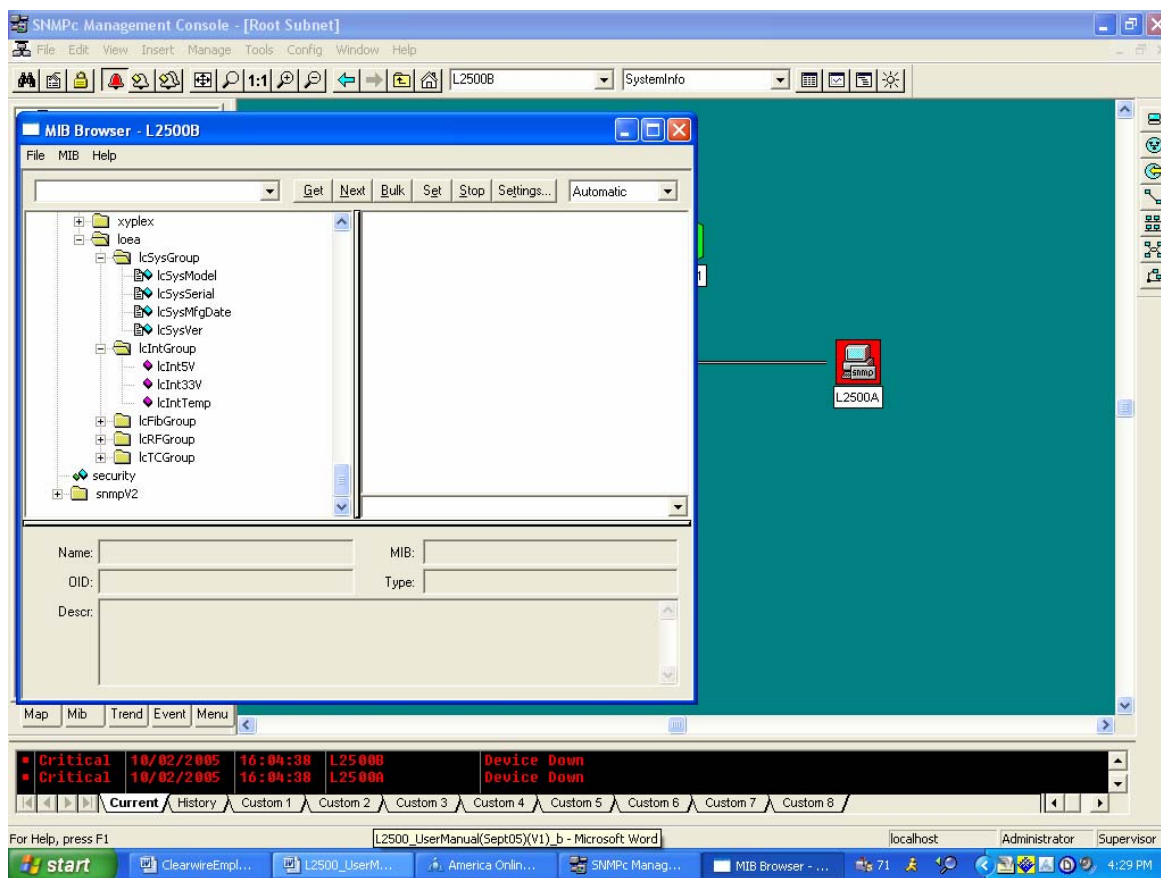 SNMPc Management Console - [Root Subnet]
File Edit View Insert Manage Tools Config Window Help
1:1 L2500B SystemInfo
MIB Browser - L2500B
File MIB Help
Get Next Bulk Set Stop Settings... Automatic
xyplex
loea
lcSysGroup
lcSysModel
lcSysSerial
lcSysMfgDate
lcSysVer
lcIntGroup
lcInt5V
lcInt33V
lcIntTemp
lcFibGroup
lcRFGroup
lcTCGroup
security
snmpV2
1
snmp
L2500A
Name: MIB:
OID: Type:
Descr:
Map Mib Trend Event Menu
Critical 10/02/2005 16:04:38 L2500B Device Down
Critical 10/02/2005 16:04:38 L2500A Device Down
Current History Custom 1 Custom 2 Custom 3 Custom 4 Custom 5 Custom 6 Custom 7 Custom 8
For Help, press F1 L2500_UserManual(Sept05)(V1)_b - Microsoft Word localhost Administrator Supervisor
start ClearwireEmpl... L2500_UserM... America Onlin... SNMPc Manag... MIB Browser - ... 71 4:29 PM